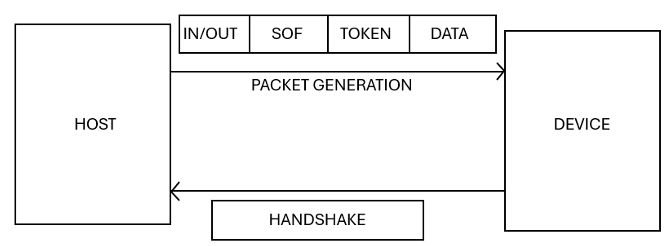 IN/OUT SOF TOKEN DATA
PACKET GENERATION
HOST
DEVICE
HANDSHAKE